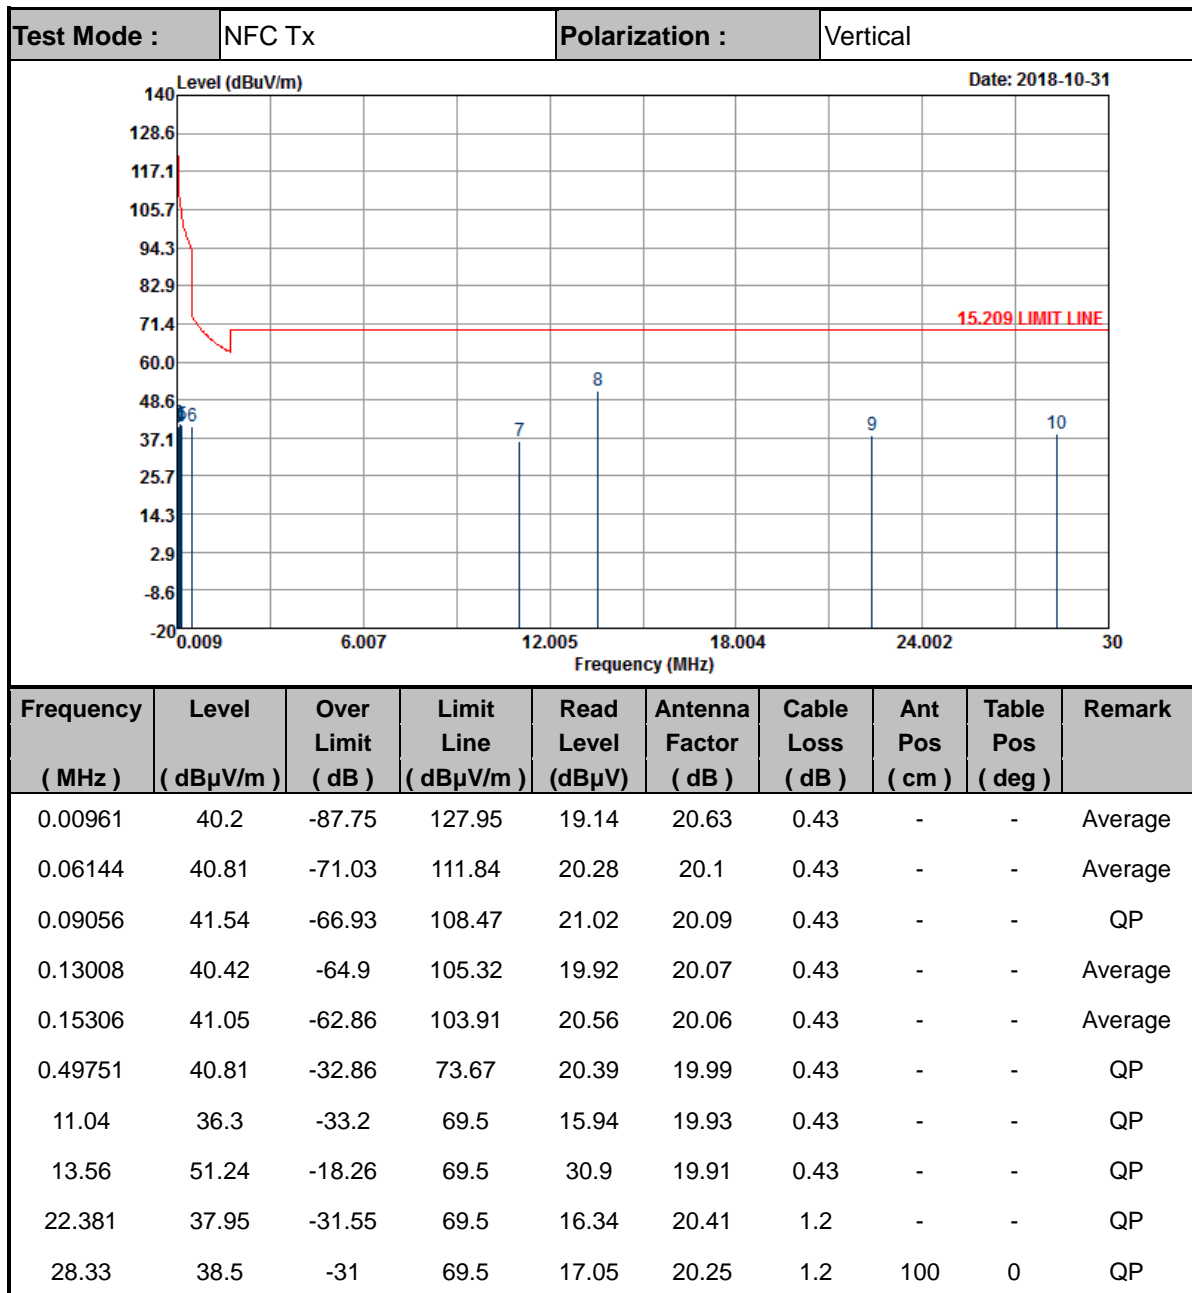 Test Mode : NFC Tx Polarization : Vertical
Level (dBuV/m) Date: 2018-10-31
140
128.6
117.1
105.7
94.3
82.9
71.4
15.209 LIMIT LINE
60.0
8
48.6
6
7
9
10
37.1
25.7
14.3
2.9
-8.6
-20
0.009 6.007 12.005 18.004 24.002 30
Frequency (MHz)
Frequency Level Over Limit Read Antenna Cable Ant Table Remark
Limit Line Level Factor Loss Pos Pos
( MHz ) ( dBµV/m ) ( dB ) ( dBµV/m ) (dBµV) ( dB ) ( dB ) ( cm ) ( deg )
0.00961 40.2 -87.75 127.95 19.14 20.63 0.43 - - Average
0.06144 40.81 -71.03 111.84 20.28 20.1 0.43 - - Average
0.09056 41.54 -66.93 108.47 21.02 20.09 0.43 - - QP
0.13008 40.42 -64.9 105.32 19.92 20.07 0.43 - - Average
0.15306 41.05 -62.86 103.91 20.56 20.06 0.43 - - Average
0.49751 40.81 -32.86 73.67 20.39 19.99 0.43 - - QP
11.04 36.3 -33.2 69.5 15.94 19.93 0.43 - - QP
13.56 51.24 -18.26 69.5 30.9 19.91 0.43 - - QP
22.381 37.95 -31.55 69.5 16.34 20.41 1.2 - - QP
28.33 38.5 -31 69.5 17.05 20.25 1.2 100 0 QP